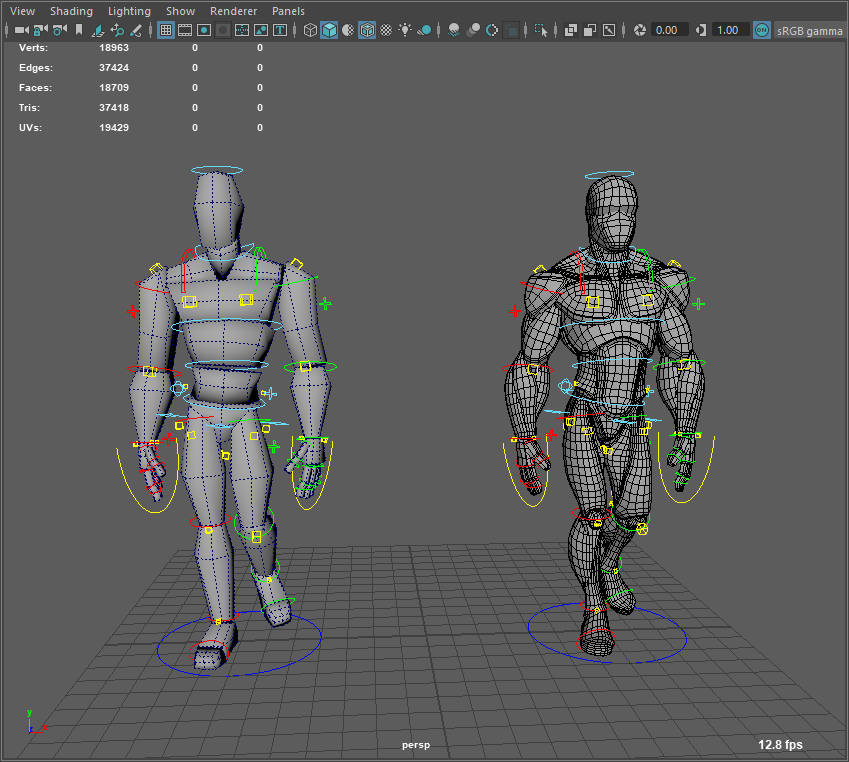 View Shading Lighting Show Renderer Panels
0.00 1.00 ON sRGB gamma
Verts: 18963 0 0
Edges: 37424 0 0
Faces: 18709 0 0
Tris: 37418 0 0
UVs: 19429 0 0
y
persp
12.8 fps